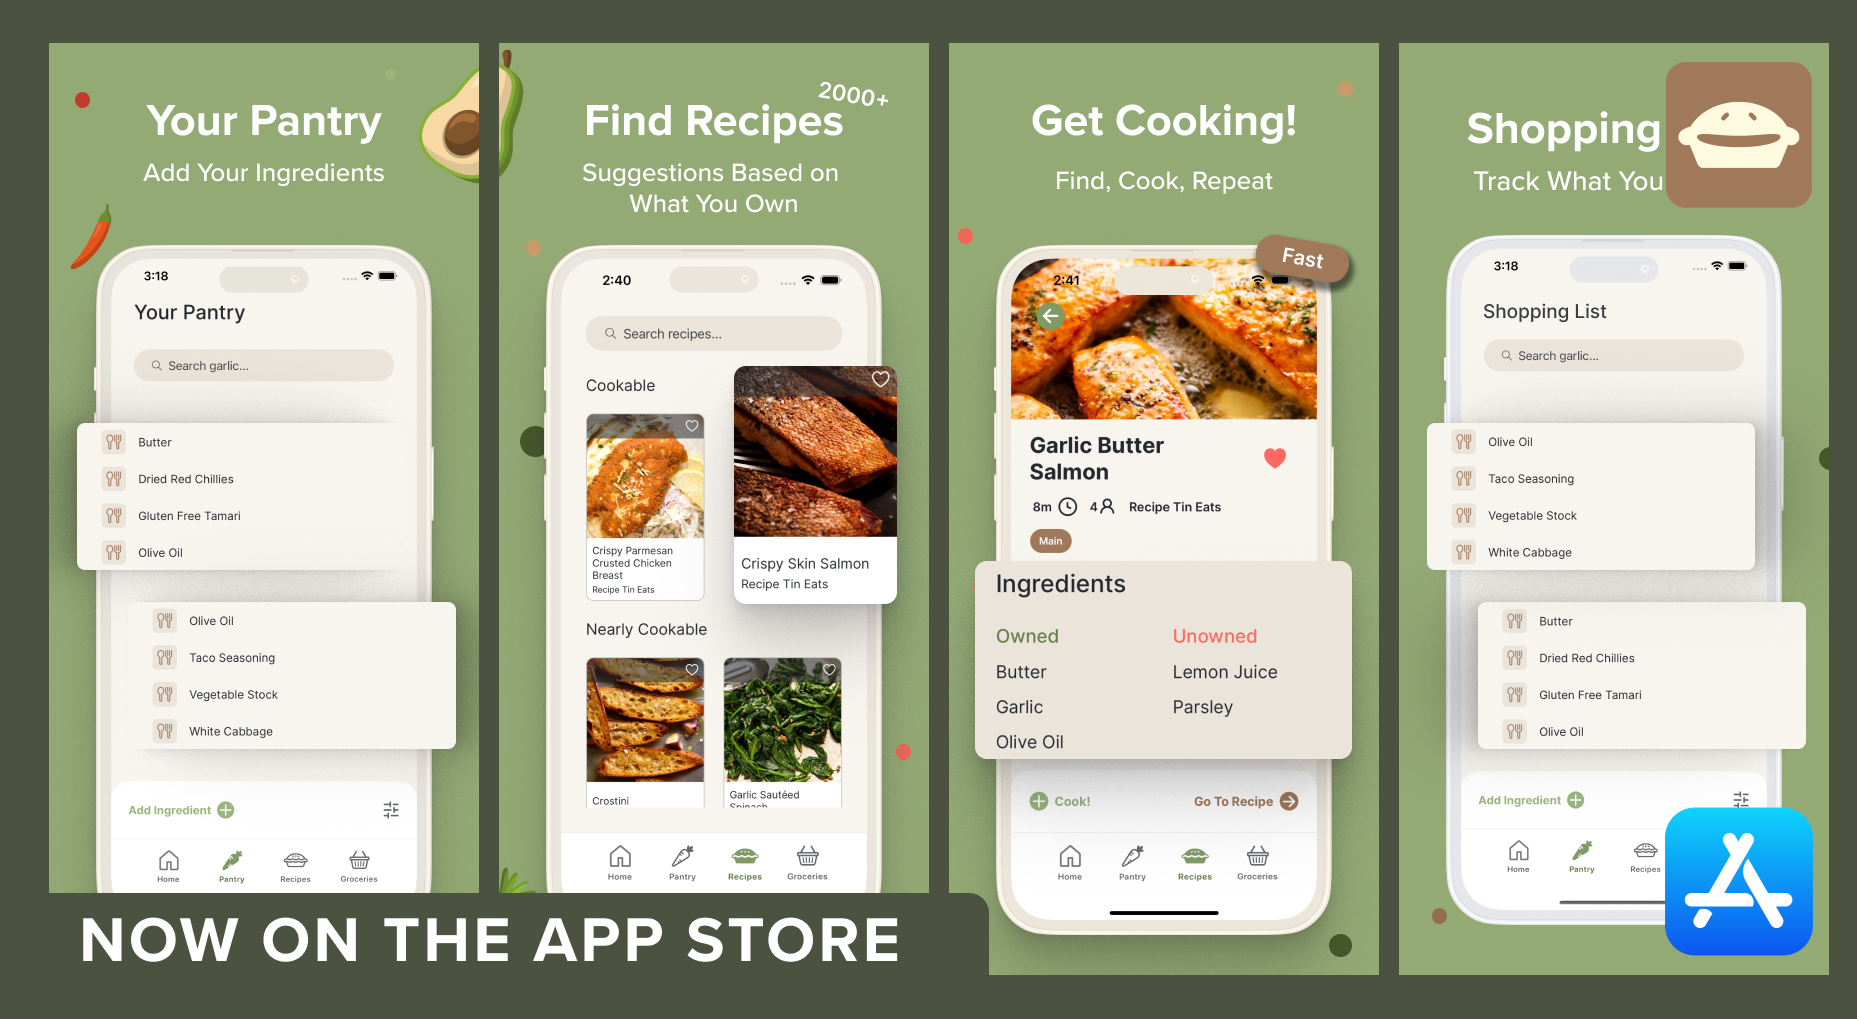 Your Pantry
Add Your Ingredients
3:18
Your Pantry
Search garlic...
Butter
Dried Red Chillies
Gluten Free Tamari
Olive Oil
Olive Oil
Taco Seasoning
Vegetable Stock
White Cabbage
Add Ingredient
Home
Pantry
Recipes
Groceries
2000+
Find Recipes
Suggestions Based on
What You Own
2:40
Search recipes...
Cookable
Crispy Parmesan
Crusted Chicken
Breast
Recipe Tin Eats
Crispy Skin Salmon
Recipe Tin Eats
Nearly Cookable
Crostini
Garlic Sautéed
Spinach
Home
Pantry
Recipes
Groceries
Get Cooking!
Find, Cook, Repeat
Fast
2:41
Garlic Butter
Salmon
8m
4
Recipe Tin Eats
Main
Ingredients
Owned
Unowned
Butter
Lemon Juice
Garlic
Parsley
Olive Oil
Cook!
Go To Recipe
Home
Pantry
Recipes
Groceries
Shopping
Track What You
3:18
Shopping List
Search garlic...
Olive Oil
Taco Seasoning
Vegetable Stock
White Cabbage
Butter
Dried Red Chillies
Gluten Free Tamari
Olive Oil
Add Ingredient
Home
Pantry
Recipes
NOW ON THE APP STORE